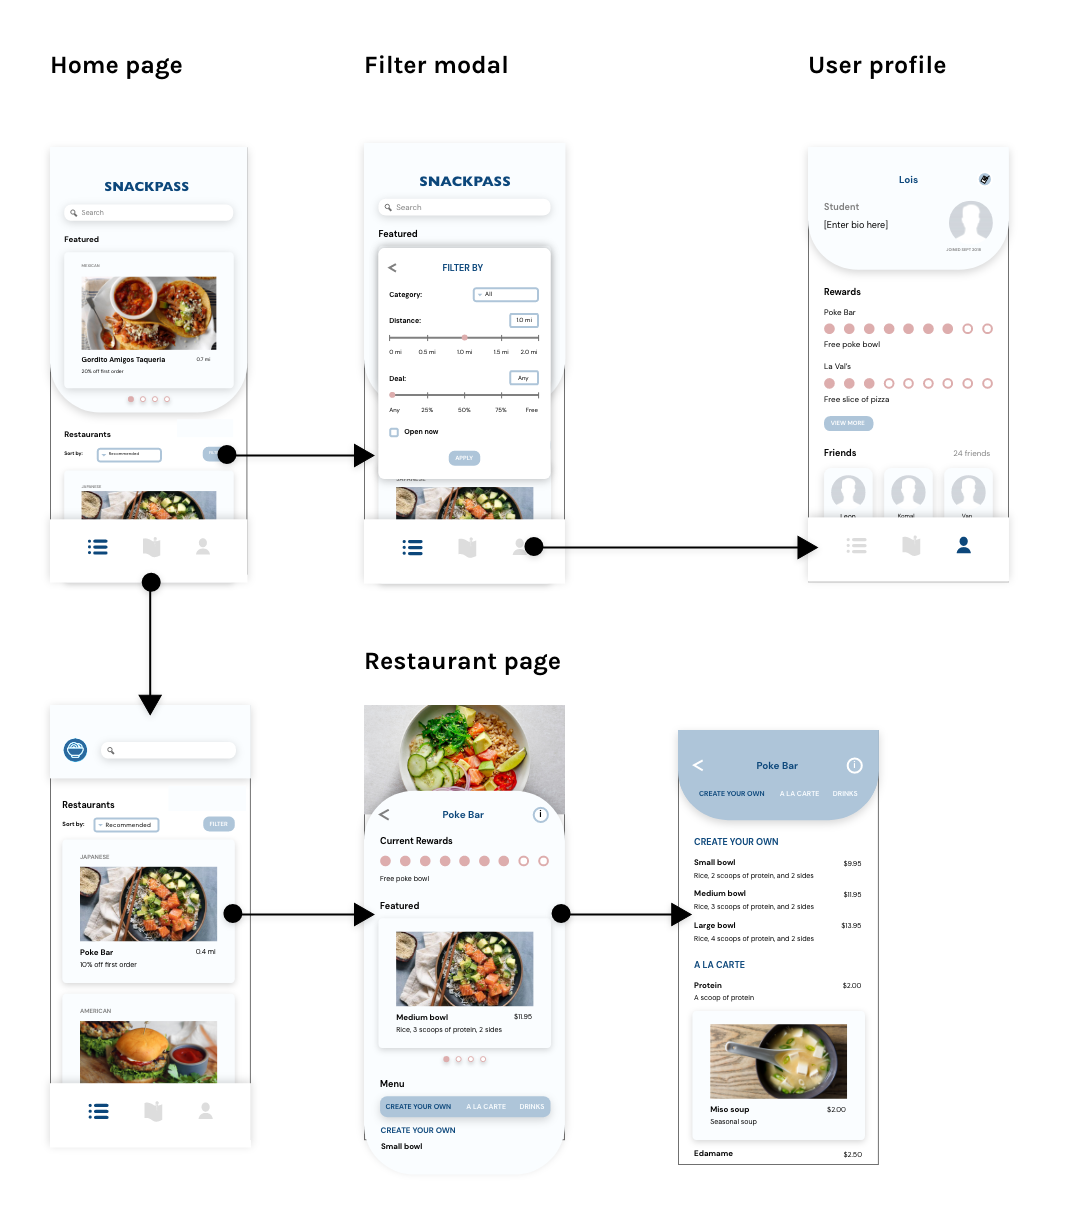 Home page
Filter modal
User profile
SNACKPASS
Search
Featured
MEXICAN
Gordito Amigos Taqueria
0.7 mi
20% off first order
Restaurants
Sort by:
Recommended
JAPANESE
SNACKPASS
Search
Featured
FILTER BY
Category:
All
Distance:
1.0 mi
0 mi
0.5 mi
1.0 mi
1.5 mi
2.0 mi
Deal:
Any
Any
25%
50%
75%
Free
Open now
APPLY
JAPANESE
Lois
Student
[Enter bio here]
JOINED SEPT 2018
Rewards
Poke Bar
Free poke bowl
La Val's
Free slice of pizza
VIEW MORE
Friends
24 friends
Leon
Komal
Van
Restaurants
Sort by:
Recommended
FILTER
JAPANESE
Poke Bar
0.4 mi
10% off first order
AMERICAN
Restaurant page
Poke Bar
i
Current Rewards
Free poke bowl
Featured
Medium bowl
$11.95
Rice, 3 scoops of protein, 2 sides
Menu
CREATE YOUR OWN
A LA CARTE
DRINKS
CREATE YOUR OWN
Small bowl
Poke Bar
i
CREATE YOUR OWN
A LA CARTE
DRINKS
CREATE YOUR OWN
Small bowl
$9.95
Rice, 2 scoops of protein, and 2 sides
Medium bowl
$11.95
Rice, 3 scoops of protein, and 2 sides
Large bowl
$13.95
Rice, 4 scoops of protein, and 2 sides
A LA CARTE
Protein
$2.00
A scoop of protein
Miso soup
$2.00
Seasonal soup
Edamame
$2.50